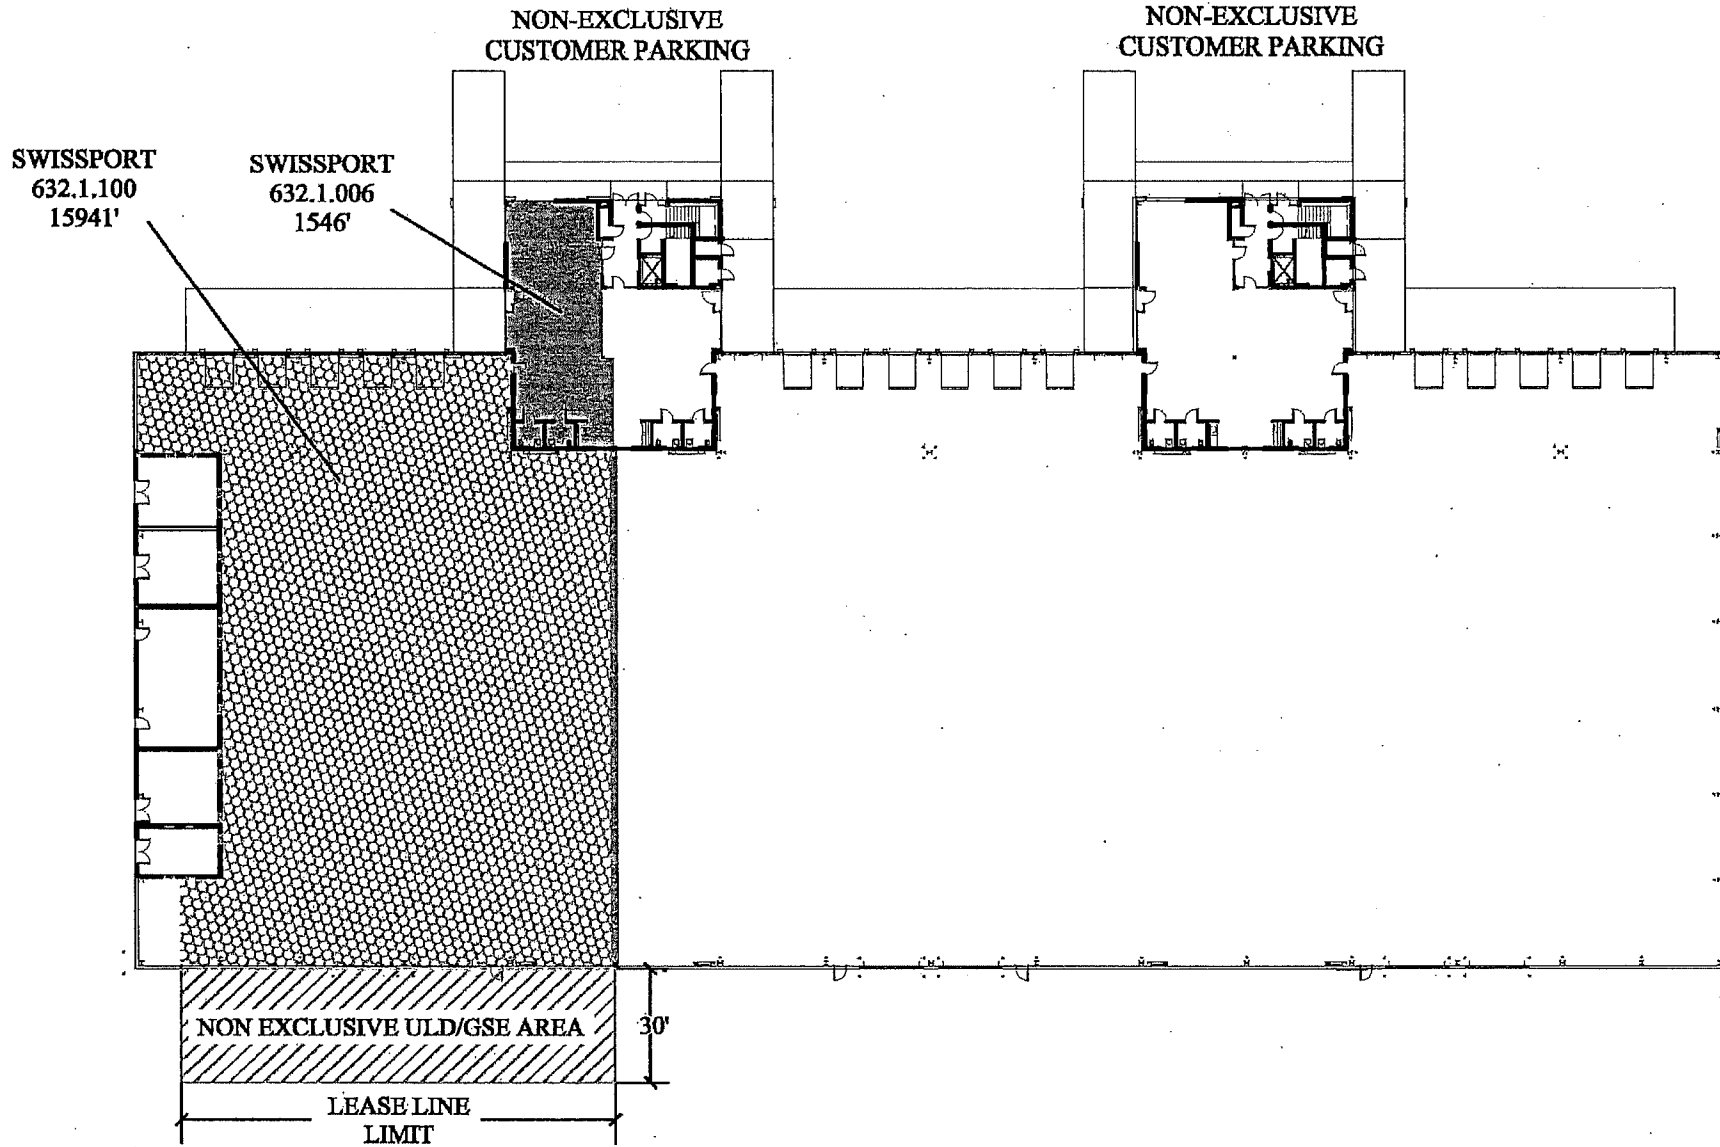 NON-EXCLUSIVE
CUSTOMER PARKING
NON-EXCLUSIVE
CUSTOMER PARKING
SWISSPORT
632.1.100
15941'
SWISSPORT
632.1.006
1546'
NON EXCLUSIVE ULD/GSE AREA
30'
LEASE LINE
LIMIT